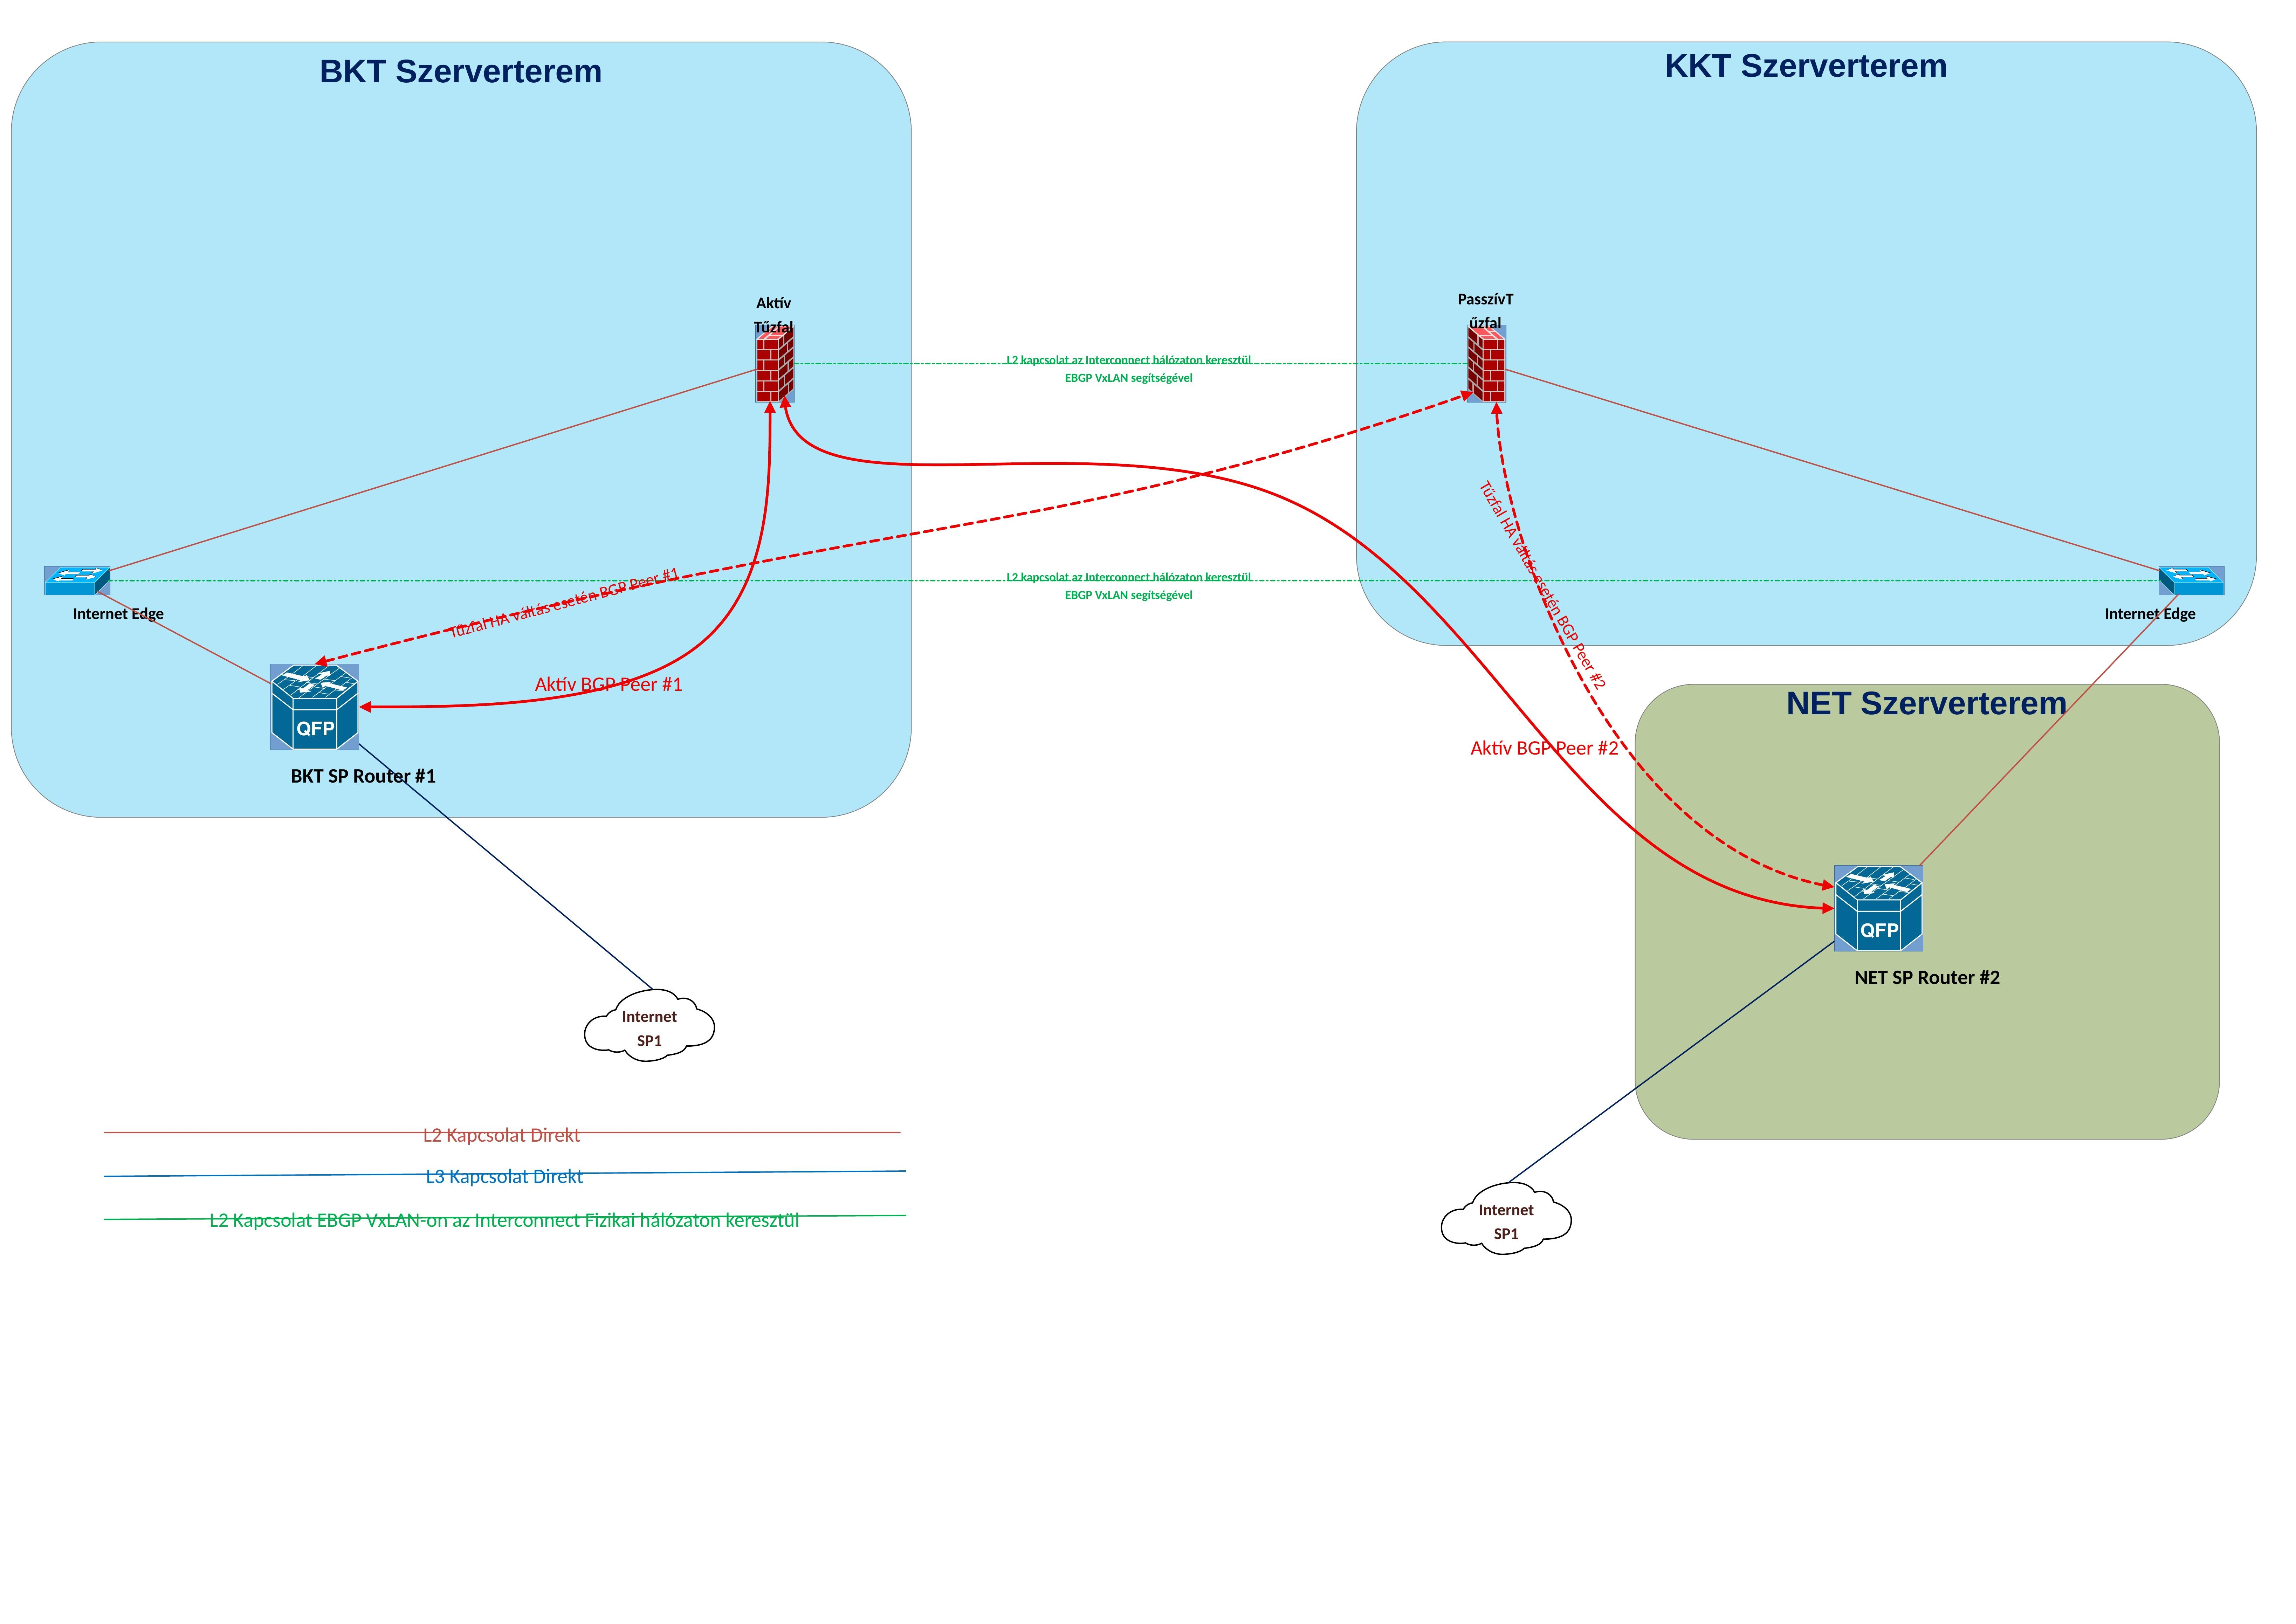 BKT Szerverterem
KKT Szerverterem
Aktív
Tűzfal
PasszívT
űzfal
L2 kapcsolat az Interconnect hálózaton keresztül
EBGP VxLAN segítségével
Tűzfal HA váltás esetén BGP Peer #1
L2 kapcsolat az Interconnect hálózaton keresztül
EBGP VxLAN segítségével
Tűzfal HA váltás esetén BGP Peer #2
Internet Edge
Internet Edge
Aktív BGP Peer #1
QFP
BKT SP Router #1
NET Szerverterem
Aktív BGP Peer #2
QFP
NET SP Router #2
Internet
SP1
L2 Kapcsolat Direkt
L3 Kapcsolat Direkt
L2 Kapcsolat EBGP VxLAN-on az Interconnect Fizikai hálózaton keresztül
Internet
SP1